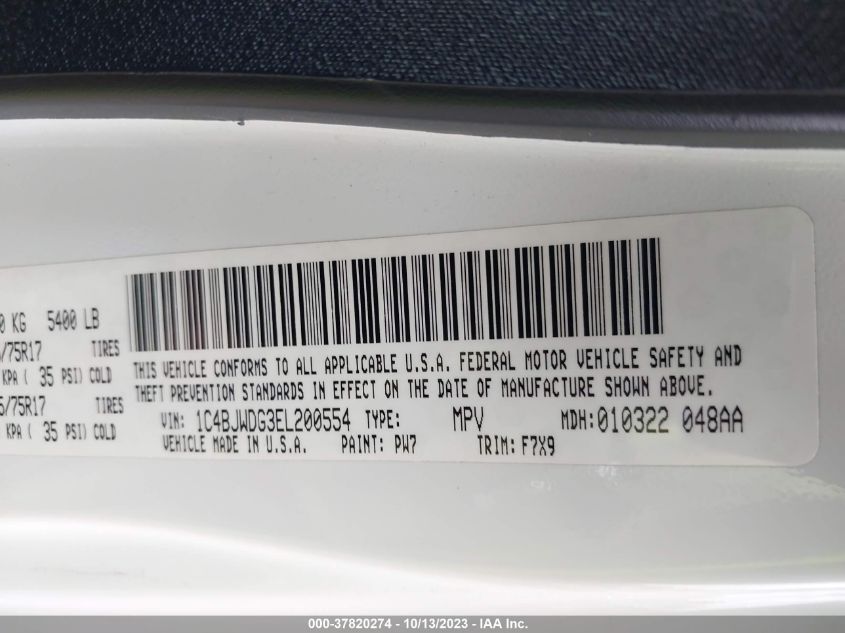 0 KG 5400 LB
/75R17 TIRES
KPA ( 35 PSI) COLD
5/75R17 TIRES
KPA ( 35 PSI) COLD
THIS VEHICLE CONFORMS TO ALL APPLICABLE U.S.A. FEDERAL MOTOR VEHICLE SAFETY AND
THEFT PREVENTION STANDARDS IN EFFECT ON THE DATE OF MANUFACTURE SHOWN ABOVE.
VIN: 1C4BJWDG3EL200554 TYPE: MPV MDH:010322 048AA
VEHICLE MADE IN U.S.A. PAINT: PW7 TRIM: F7X9
000-37820274 - 10/13/2023 - IAA Inc.